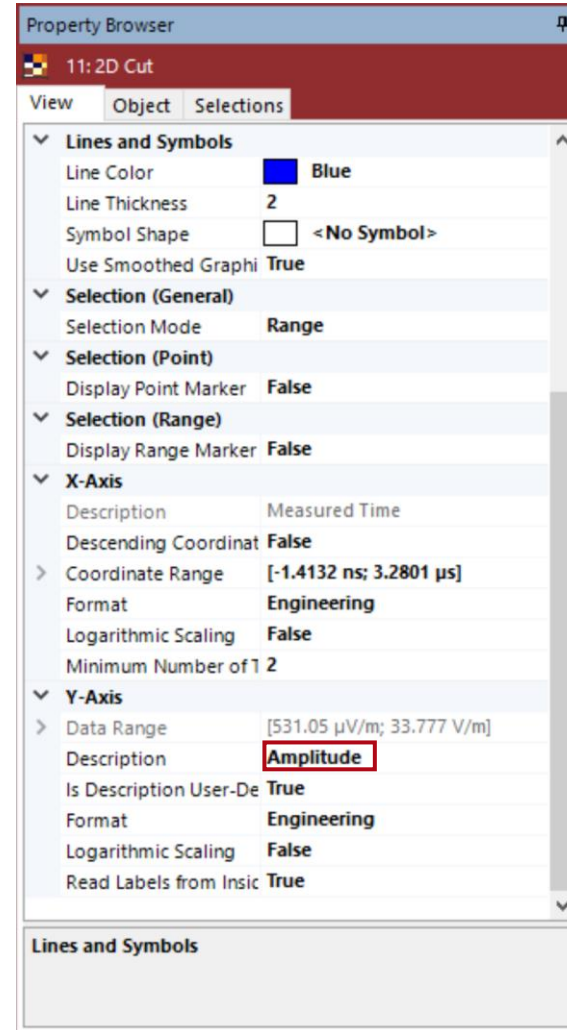 Property Browser
11: 2D Cut
View Object Selections
Lines and Symbols
Line Color Blue
Line Thickness 2
Symbol Shape <No Symbol>
Use Smoothed Graphi True
Selection (General)
Selection Mode Range
Selection (Point)
Display Point Marker False
Selection (Range)
Display Range Marker False
X-Axis
Description Measured Time
Descending Coordinat False
Coordinate Range [-1.4132 ns; 3.2801 µs]
Format Engineering
Logarithmic Scaling False
Minimum Number of T 2
Y-Axis
Data Range [531.05 µV/m; 33.777 V/m]
Description Amplitude
Is Description User-De True
Format Engineering
Logarithmic Scaling False
Read Labels from Insic True
Lines and Symbols